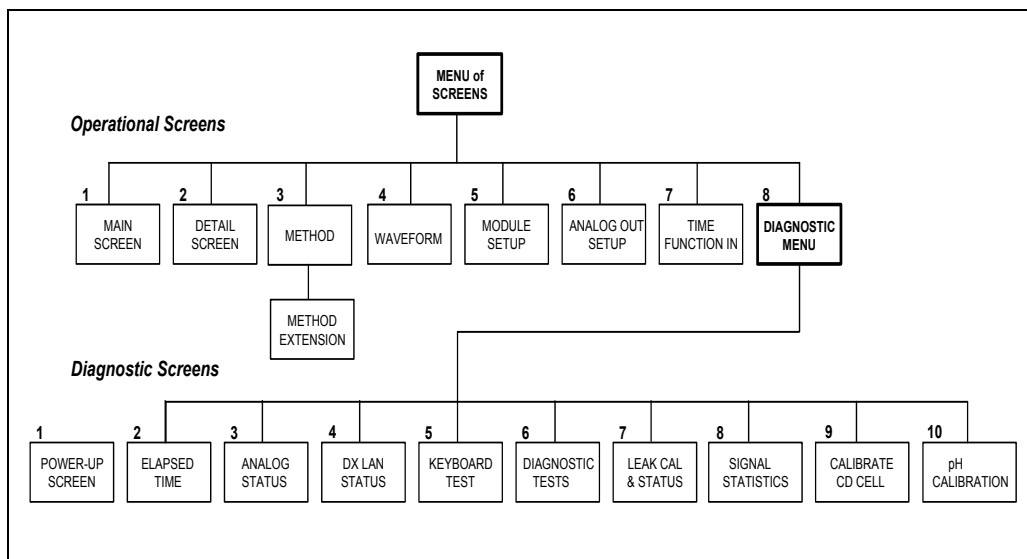 MENU of
SCREENS
Operational Screens
1
MAIN
SCREEN
2
DETAIL
SCREEN
3
METHOD
4
WAVEFORM
5
MODULE
SETUP
6
ANALOG OUT
SETUP
7
TIME
FUNCTION IN
8
DIAGNOSTIC
MENU
METHOD
EXTENSION
Diagnostic Screens
1
POWER-UP
SCREEN
2
ELAPSED
TIME
3
ANALOG
STATUS
4
DX LAN
STATUS
5
KEYBOARD
TEST
6
DIAGNOSTIC
TESTS
7
LEAK CAL
& STATUS
8
SIGNAL
STATISTICS
9
CALIBRATE
CD CELL
10
pH
CALIBRATION